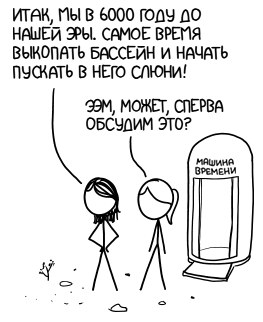 ИТАК, МЫ В 6000 ГОДУ ДО
НАШЕЙ ЭРЫ. САМОЕ ВРЕМЯ
ВЫКОПАТЬ БАССЕЙН И НАЧАТЬ
ПУСКАТЬ В НЕГО СЛЮНИ!
ЭЭМ, МОЖЕТ, СПЕРВА
ОБСУДИМ ЭТО?
МАШИНА
ВРЕМЕНИ